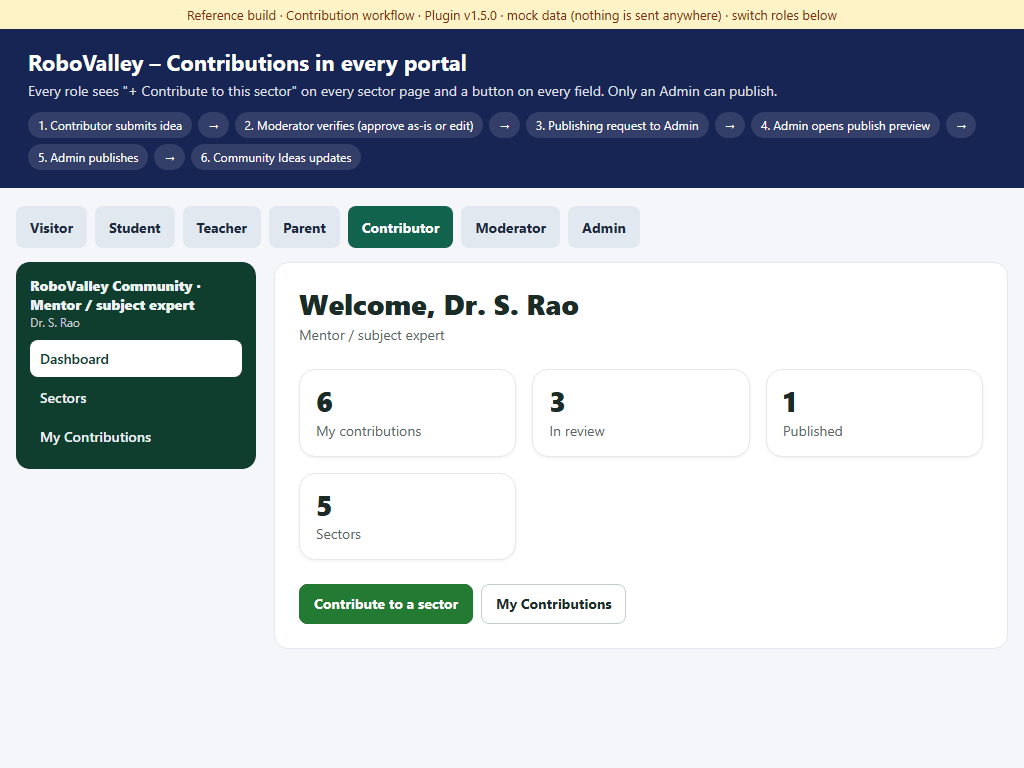 Reference build · Contribution workflow · Plugin v1.5.0 · mock data (nothing is sent anywhere) · switch roles below
RoboValley – Contributions in every portal
Every role sees "+ Contribute to this sector" on every sector page and a button on every field. Only an Admin can publish.
1. Contributor submits idea → 2. Moderator verifies (approve as-is or edit) → 3. Publishing request to Admin → 4. Admin opens publish preview →
5. Admin publishes → 6. Community Ideas updates
Visitor Student Teacher Parent Contributor Moderator Admin
RoboValley Community ·
Mentor / subject expert
Dr. S. Rao
Dashboard
Sectors
My Contributions
Welcome, Dr. S. Rao
Mentor / subject expert
6
My contributions
3
In review
1
Published
5
Sectors
Contribute to a sector My Contributions